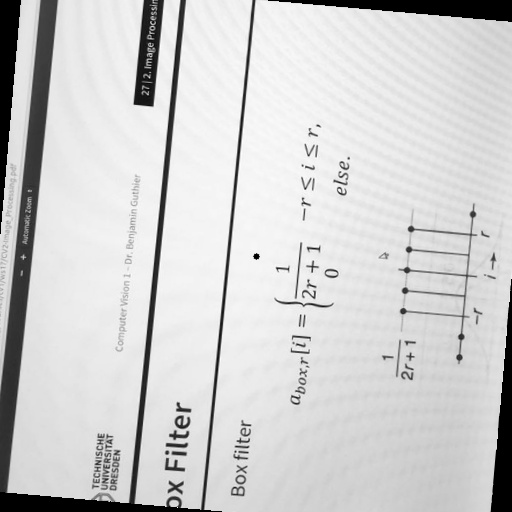 Automatic Zoom
TECHNISCHE
UNIVERSITÄT
DRESDEN
Computer Vision 1 – Dr. Benjamin Guthier
27 | 2. Image Processin
ox Filter
Box filter
a_{box,r}[i] = { 1/(2r + 1)   −r ≤ i ≤ r,
0   else.
1/(2r+1)
−r
i →
r